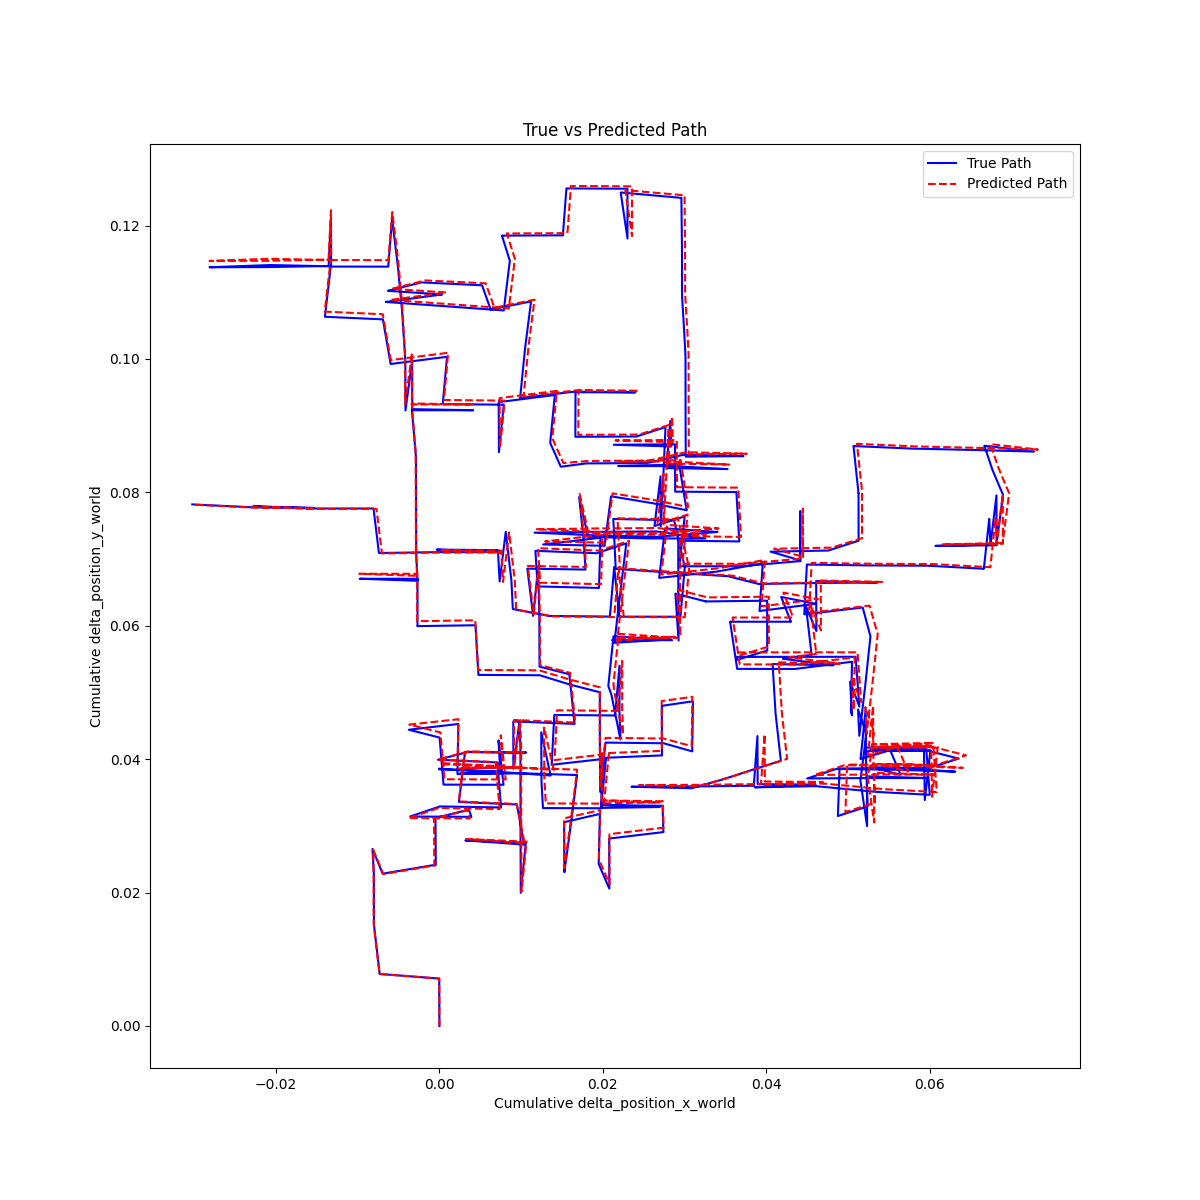 True vs Predicted Path
True Path
Predicted Path
0.12
0.10
0.08
0.06
0.04
0.02
0.00
Cumulative delta_position_y_world
−0.02
0.00
0.02
0.04
0.06
Cumulative delta_position_x_world